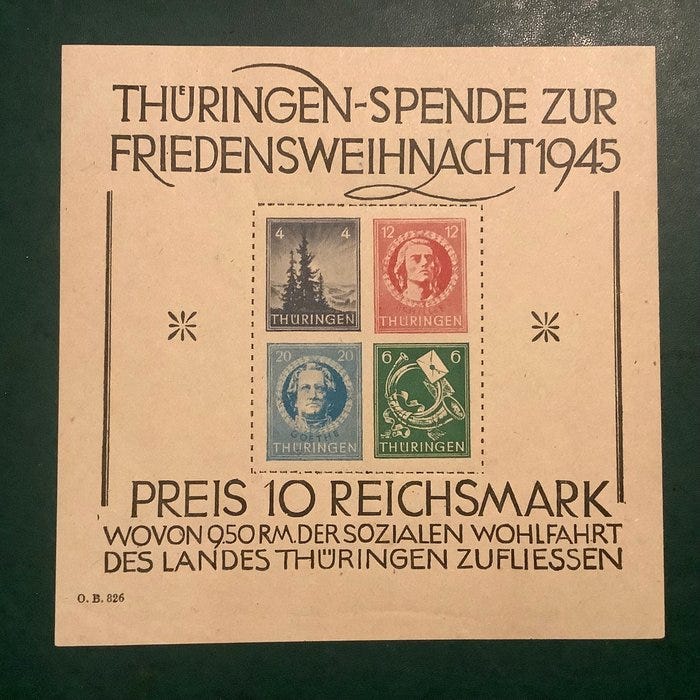 THÜRINGEN-SPENDE ZUR
FRIEDENSWEIHNACHT 1945
4 4
THÜRINGEN
12 12
THÜRINGEN
20 20
GOETHE
THÜRINGEN
6 6
THÜRINGEN
PREIS 10 REICHSMARK
WOVON 9.50 RM. DER SOZIALEN WOHLFAHRT
DES LANDES THÜRINGEN ZUFLIESSEN
O. B. 826